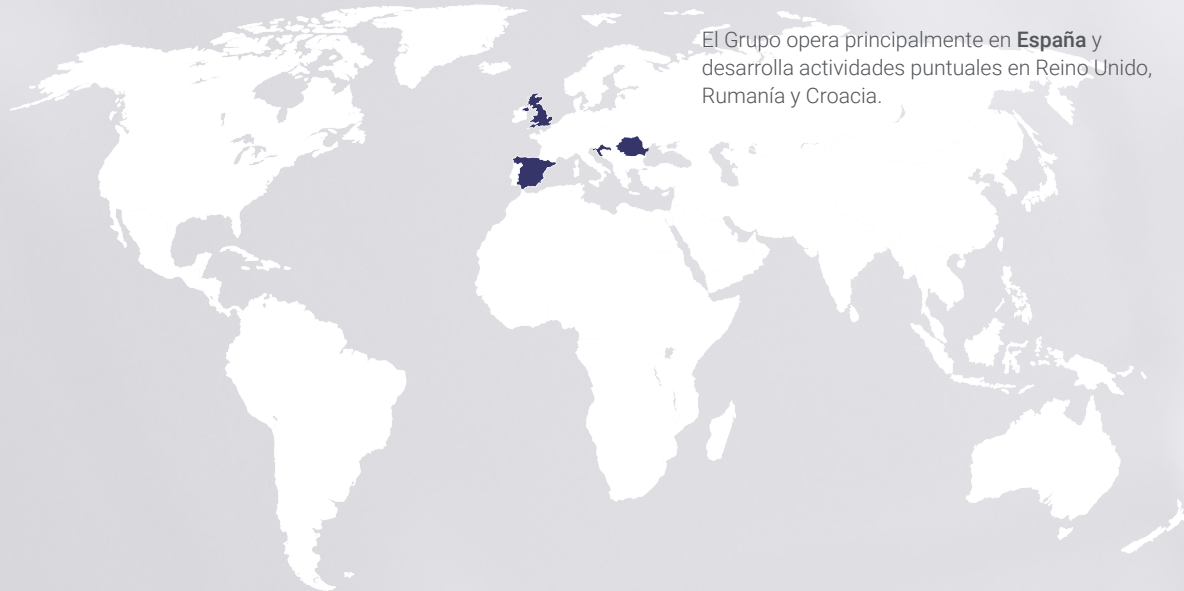 El Grupo opera principalmente en España y
desarrolla actividades puntuales en Reino Unido,
Rumanía y Croacia.